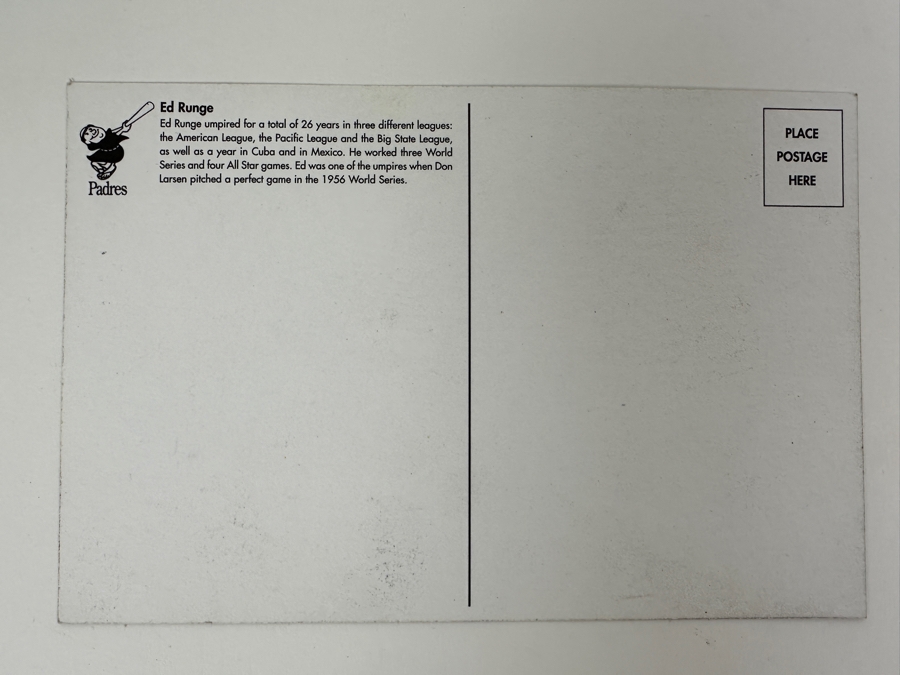 Ed Runge
Ed Runge umpired for a total of 26 years in three different leagues:
the American League, the Pacific League and the Big State League,
as well as a year in Cuba and in Mexico. He worked three World
Series and four All Star games. Ed was one of the umpires when Don
Larsen pitched a perfect game in the 1956 World Series.
Padres
PLACE
POSTAGE
HERE